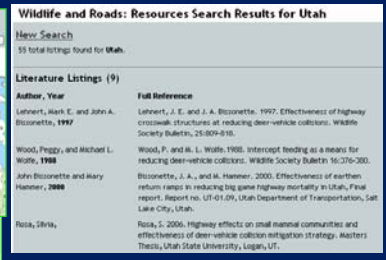 Wildlife and Roads: Resources Search Results for Utah
New Search
55 total listings found for Utah.
Literature Listings (9)
Author, Year Full Reference
Lehnert, Mark E. and John A. Bissonette, 1997
Lehnert, J. E. and J. A. Bissonette. 1997. Effectiveness of highway
crosswalk structures at reducing deer-vehicle collisions. Wildlife
Society Bulletin, 25:809-818.
Wood, Peggy, and Michael L. Wolfe, 1988
Wood, P. and M. L. Wolfe. 1988. Intercept feeding as a means for
reducing deer-vehicle collisions. Wildlife Society Bulletin 16:376-380.
John Bissonette and Mary Hammer, 2000
Bissonette, J. A., and M. Hammer. 2000. Effectiveness of earthen
return ramps in reducing big game highway mortality in Utah, Final
report. Report no. UT-01.09, Utah Department of Transportation, Salt
Lake City, Utah.
Rosa, Silvia,
Rosa, S. 2006. Highway effects on small mammal communities and
effectiveness of deer-vehicle collision mitigation strategy. Masters
Thesis, Utah State University, Logan, UT.